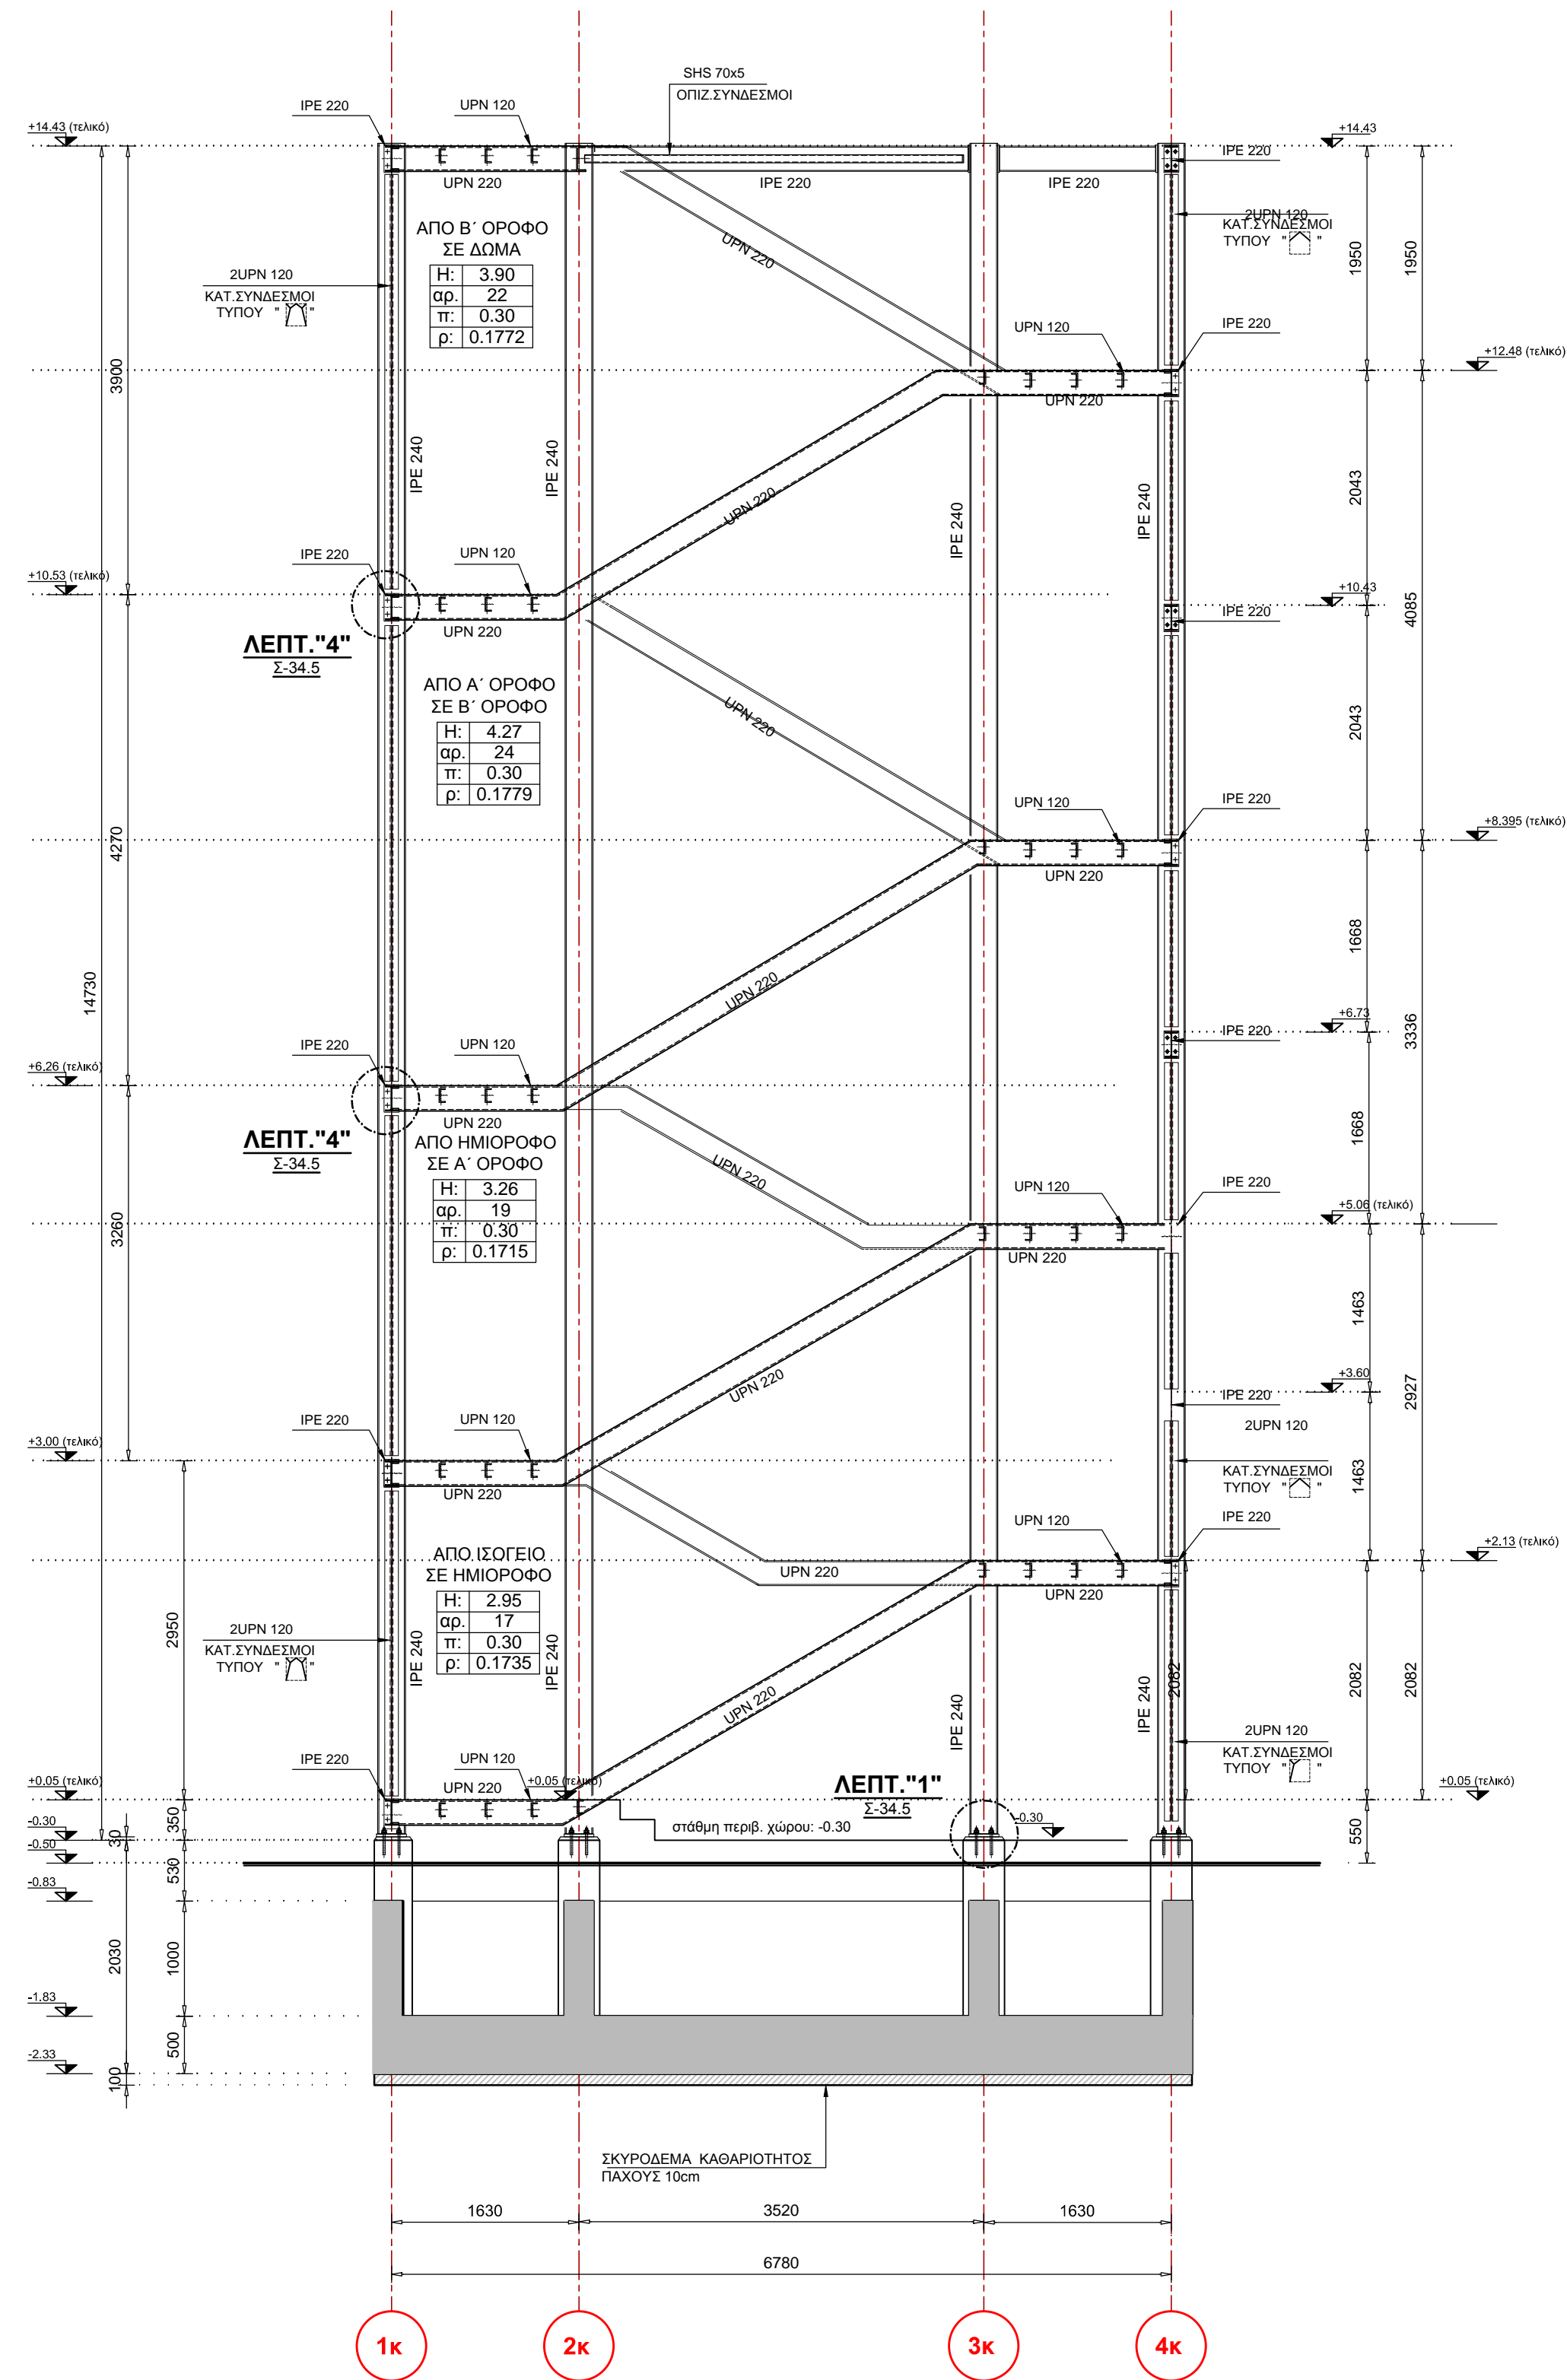 SHS 70x5
ΟΠΙΖ.ΣΥΝΔΕΣΜΟΙ
IPE 220
UPN 120
+14.43 (τελικό)
+14.43
IPE 220
UPN 220
IPE 220
IPE 220
2UPN 120
ΚΑΤ.ΣΥΝΔΕΣΜΟΙ
ΤΥΠΟΥ " "
ΑΠΟ Β΄ ΟΡΟΦΟ
ΣΕ ΔΩΜΑ
H: 3.90
αρ. 22
π: 0.30
ρ: 0.1772
UPN 220
1950
1950
2UPN 120
ΚΑΤ.ΣΥΝΔΕΣΜΟΙ
ΤΥΠΟΥ " "
UPN 120
IPE 220
+12.48 (τελικό)
3900
UPN 220
IPE 240
IPE 240
IPE 240
IPE 240
UPN 220
2043
4085
IPE 220
UPN 120
+10.53 (τελικό)
+10.43
IPE 220
UPN 220
ΛΕΠΤ."4"
Σ-34.5
ΑΠΟ Α΄ ΟΡΟΦΟ
ΣΕ Β΄ ΟΡΟΦΟ
H: 4.27
αρ. 24
π: 0.30
ρ: 0.1779
UPN 220
2043
UPN 120
IPE 220
+8.395 (τελικό)
4270
UPN 220
14730
UPN 220
1668
3336
+6.73
IPE 220
IPE 220
UPN 120
+6.26 (τελικό)
UPN 220
ΛΕΠΤ."4"
Σ-34.5
ΑΠΟ ΗΜΙΟΡΟΦΟ
ΣΕ Α΄ ΟΡΟΦΟ
H: 3.26
αρ. 19
π: 0.30
ρ: 0.1715
UPN 220
1668
UPN 120
IPE 220
+5.06 (τελικό)
3260
UPN 220
UPN 220
1463
2927
+3.60
IPE 220
2UPN 120
IPE 220
UPN 120
+3.00 (τελικό)
UPN 220
ΚΑΤ.ΣΥΝΔΕΣΜΟΙ
ΤΥΠΟΥ " "
1463
UPN 120
IPE 220
+2.13 (τελικό)
ΑΠΟ ΙΣΟΓΕΙΟ
ΣΕ ΗΜΙΟΡΟΦΟ
H: 2.95
αρ. 17
π: 0.30
ρ: 0.1735
UPN 220
UPN 220
2950
2UPN 120
ΚΑΤ.ΣΥΝΔΕΣΜΟΙ
ΤΥΠΟΥ " "
IPE 240
IPE 240
IPE 240
IPE 240
2082
2082
2082
UPN 220
2UPN 120
ΚΑΤ.ΣΥΝΔΕΣΜΟΙ
ΤΥΠΟΥ " "
IPE 220
UPN 120
+0.05 (τελικό)
UPN 220
+0.05 (τελικό)
ΛΕΠΤ."1"
Σ-34.5
+0.05 (τελικό)
350
-0.30
στάθμη περιβ. χώρου: -0.30
-0.30
30
550
-0.50
530
-0.83
2030
1000
-1.83
500
-2.33
100
ΣΚΥΡΟΔΕΜΑ ΚΑΘΑΡΙΟΤΗΤΟΣ
ΠΑΧΟΥΣ 10cm
1630
3520
1630
6780
1κ
2κ
3κ
4κ